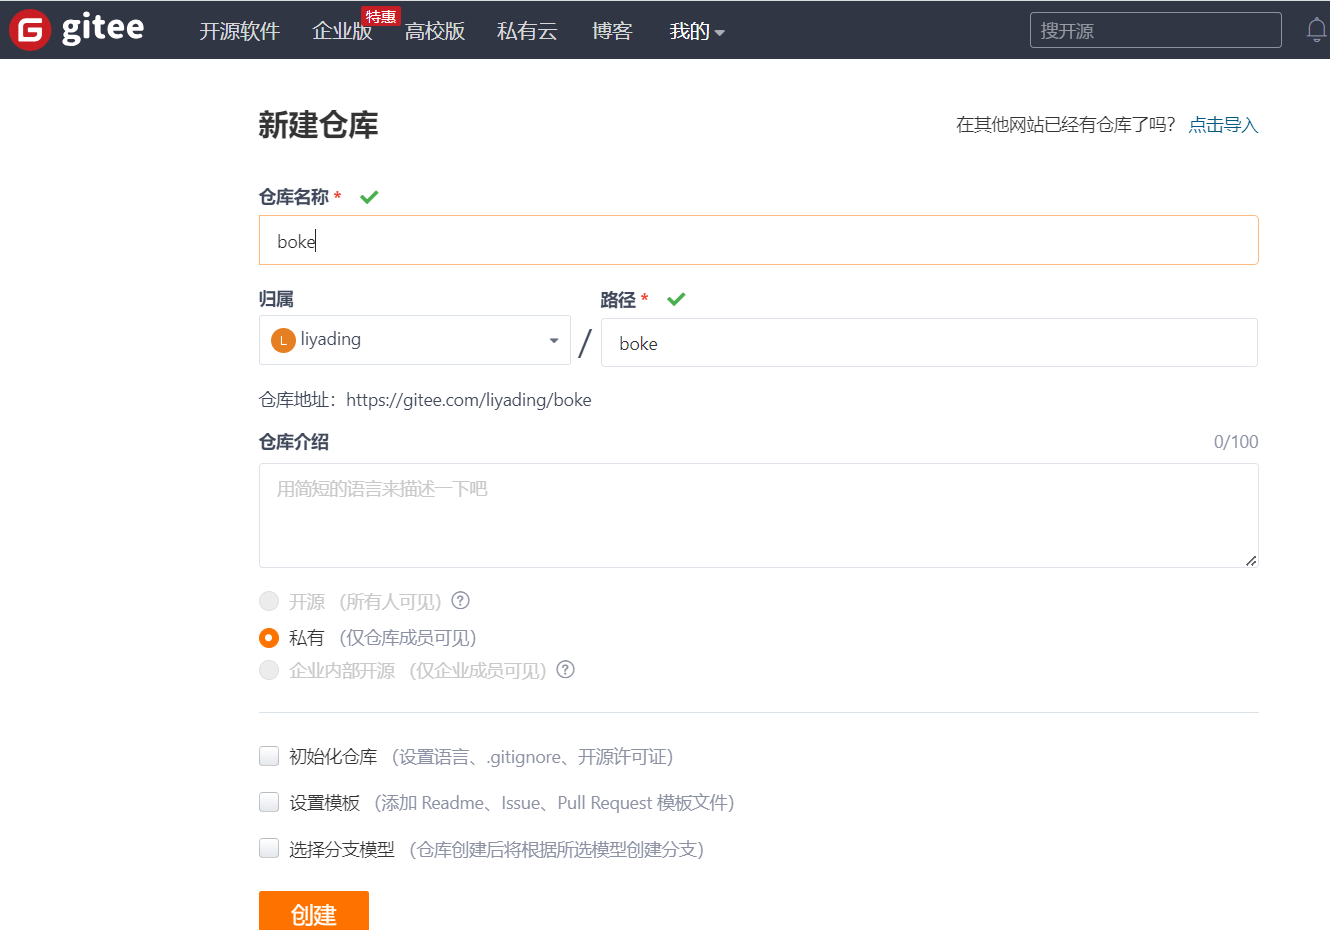 gitee 开源软件 企业版 特惠 高校版 私有云 博客 我的 搜开源
新建仓库 在其他网站已经有仓库了吗? 点击导入
仓库名称 *
boke
归属 路径 *
L liyading / boke
仓库地址：https://gitee.com/liyading/boke
仓库介绍 0/100
用简短的语言来描述一下吧
开源 （所有人可见） ?
私有 （仅仓库成员可见）
企业内部开源 （仅企业成员可见） ?
初始化仓库 （设置语言、.gitignore、开源许可证）
设置模板 （添加 Readme、Issue、Pull Request 模板文件）
选择分支模型 （仓库创建后将根据所选模型创建分支）
创建